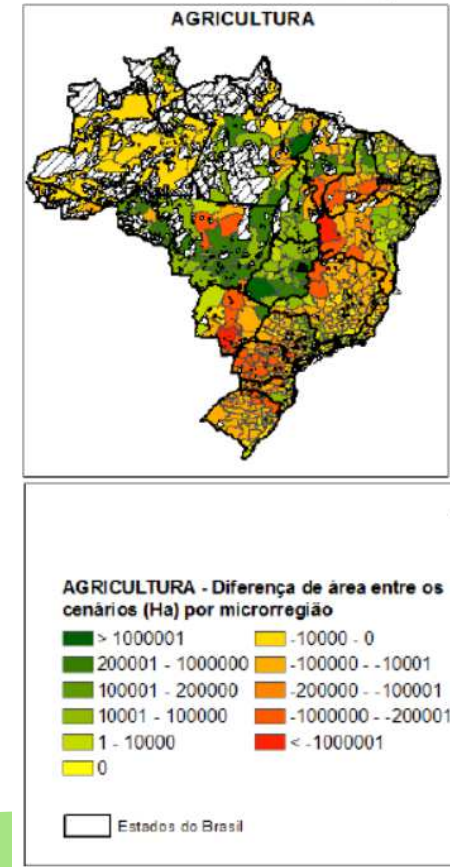 AGRICULTURA
AGRICULTURA - Diferença de área entre os
cenários (Ha) por microrregião
> 1000001
200001 - 1000000
100001 - 200000
10001 - 100000
1 - 10000
0
-10000 - 0
-100000 - -10001
-200000 - -100001
-1000000 - -200001
< -1000001
Estados do Brasil